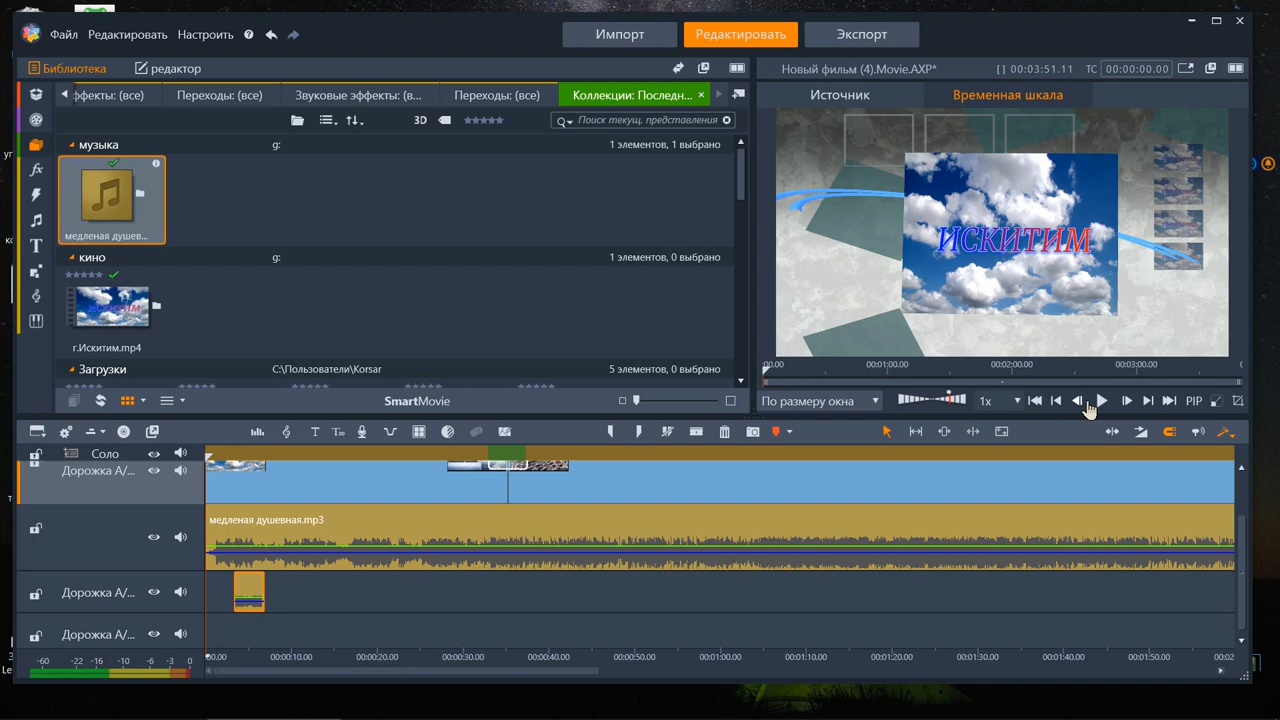 Файл Редактировать Настроить Импорт Редактировать Экспорт
Библиотека редактор Новый фильм (4).Movie.AXP* [ ] 00:03:51.11 TC 00:00:00.00
ффекты: (все) Переходы: (все) Звуковые эффекты: (в... Переходы: (все) Коллекции: Последн... × Источник Временная шкала
3D Поиск текущ. представления
музыка g: 1 элементов, 1 выбрано
медленая душев...
кино g: 1 элементов, 0 выбрано
ИСКИТИМ
г.Искитим.mp4
Загрузки C:\Пользователи\Korsar 5 элементов, 0 выбрано
:00.00 00:01:00.00 00:02:00.00 00:03:00.00
SmartMovie По размеру окна 1x PIP
Соло
Дорожка А/...
медленая душевная.mp3
Дорожка А/...
Дорожка А/...
-60 -22 -16 -10 -6 -3 0
:00.00 00:00:10.00 00:00:20.00 00:00:30.00 00:00:40.00 00:00:50.00 00:01:00.00 00:01:10.00 00:01:20.00 00:01:30.00 00:01:40.00 00:01:50.00 00:02